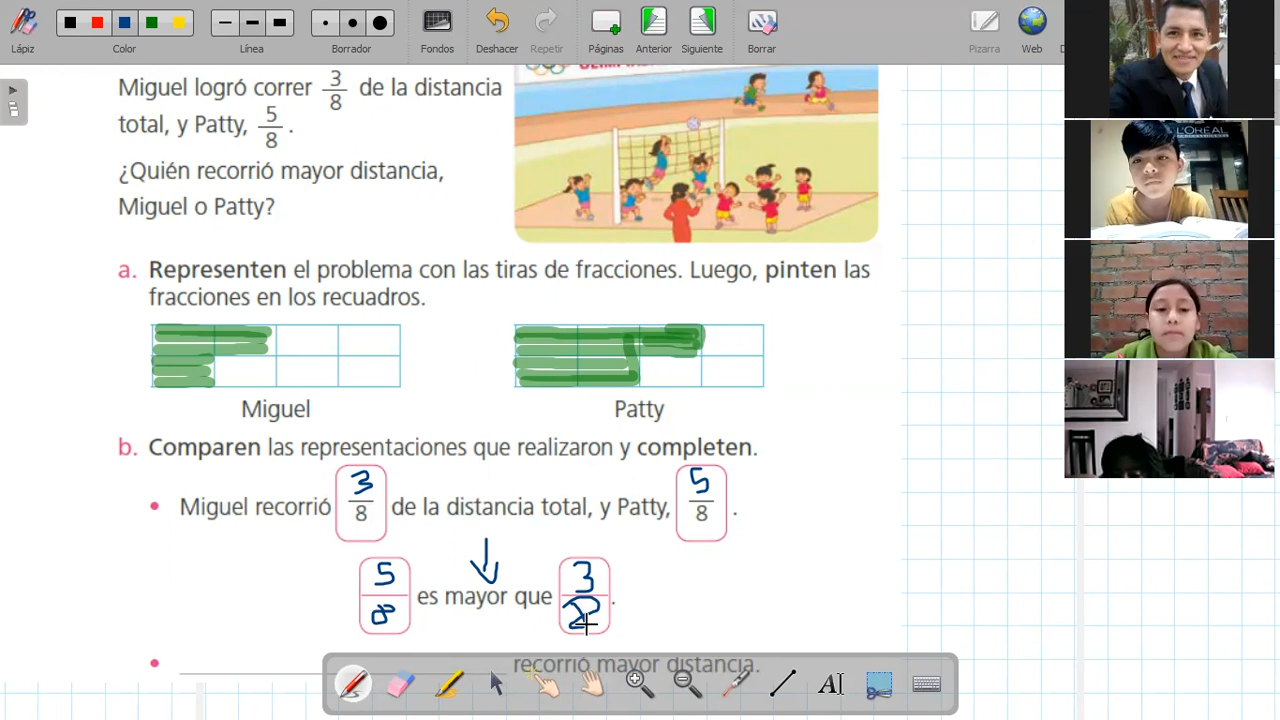 Lápiz Color Línea Borrador Fondos Deshacer Repetir Páginas Anterior Siguiente Borrar Pizarra Web
Miguel logró correr 3/8 de la distancia
total, y Patty, 5/8.
¿Quién recorrió mayor distancia,
Miguel o Patty?
a. Representen el problema con las tiras de fracciones. Luego, pinten las
fracciones en los recuadros.
Miguel Patty
b. Comparen las representaciones que realizaron y completen.
• Miguel recorrió 3/8 de la distancia total, y Patty, 5/8.
5/8 es mayor que 3/8.
• recorrió mayor distancia.
L'OREAL